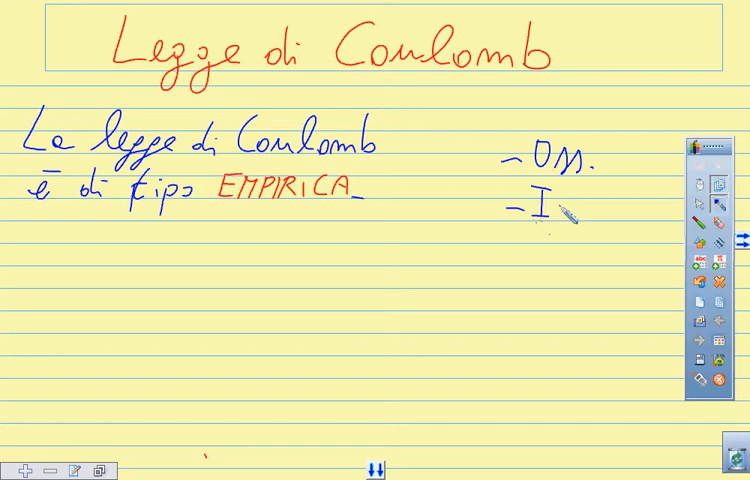 Legge di Coulomb
La legge di Coulomb
è di tipo EMPIRICA
- Oss.
- I